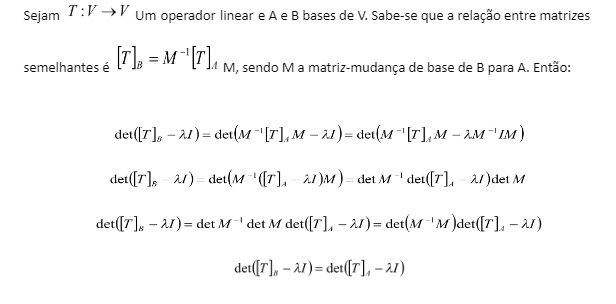 Sejam T : V → V Um operador linear e A e B bases de V. Sabe-se que a relação entre matrizes
semelhantes é [T]_B = M⁻¹[T]_A M, sendo M a matriz-mudança de base de B para A. Então:
det([T]_B − λI) = det(M⁻¹[T]_A M − λI) = det(M⁻¹[T]_A M − λM⁻¹IM)
det([T]_B − λI) = det(M⁻¹([T]_A − λI)M) = det M⁻¹ det([T]_A − λI)det M
det([T]_B − λI) = det M⁻¹ det M det([T]_A − λI) = det(M⁻¹M)det([T]_A − λI)
det([T]_B − λI) = det([T]_A − λI)